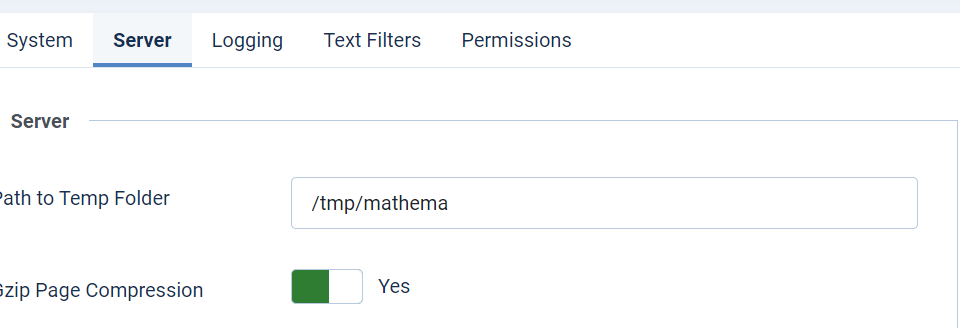 System Server Logging Text Filters Permissions
Server
Path to Temp Folder /tmp/mathema
Gzip Page Compression Yes